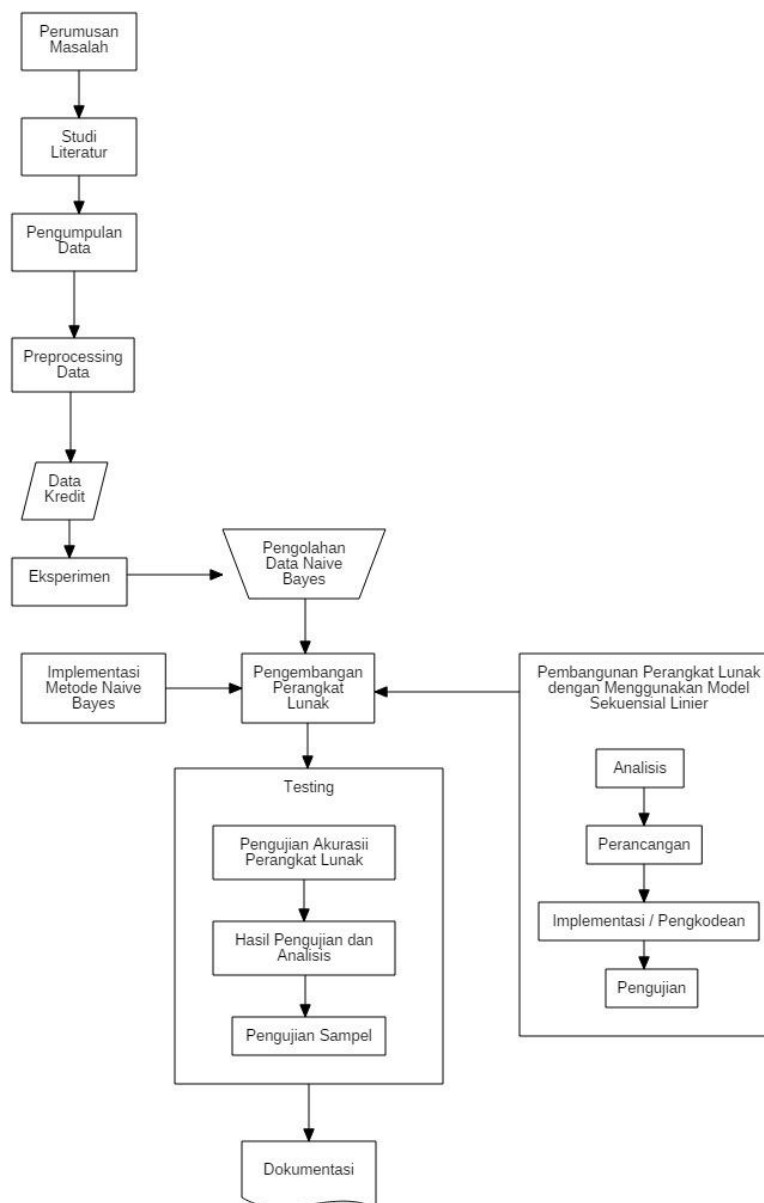 Perumusan
Masalah
Studi
Literatur
Pengumpulan
Data
Preprocessing
Data
Data
Kredit
Eksperimen
Pengolahan
Data Naive
Bayes
Implementasi
Metode Naive
Bayes
Pengembangan
Perangkat
Lunak
Pembangunan Perangkat Lunak
dengan Menggunakan Model
Sekuensial Linier
Analisis
Perancangan
Implementasi / Pengkodean
Pengujian
Testing
Pengujian Akurasii
Perangkat Lunak
Hasil Pengujian dan
Analisis
Pengujian Sampel
Dokumentasi